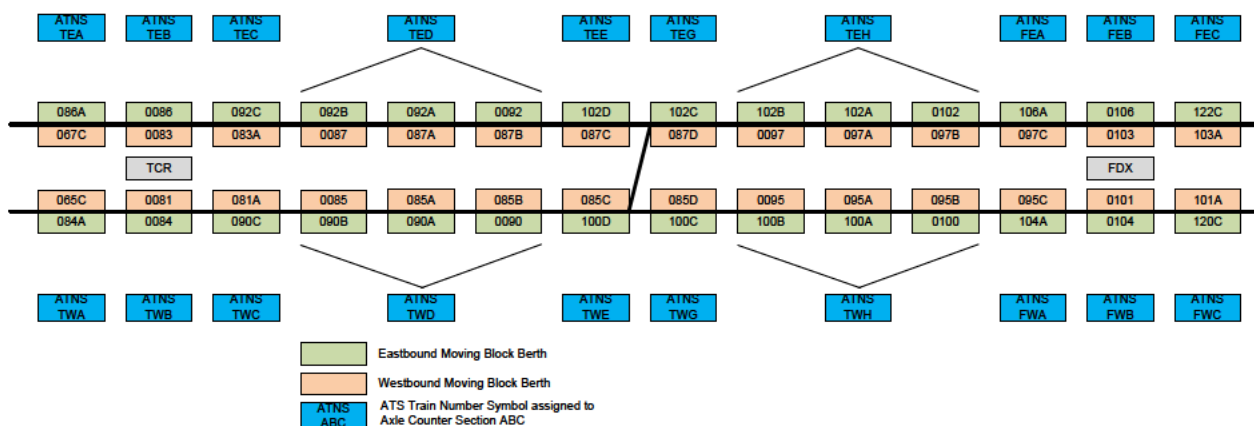 ATNS ATNS ATNS ATNS ATNS ATNS ATNS ATNS ATNS ATNS
TEA TEB TEC TED TEE TEG TEH FEA FEB FEC
086A 0086 092C 092B 092A 0092 102D 102C 102B 102A 0102 106A 0106 122C
067C 0083 083A 0087 087A 087B 087C 087D 0097 097A 097B 097C 0103 103A
TCR FDX
065C 0081 081A 0085 085A 085B 085C 085D 0095 095A 095B 095C 0101 101A
084A 0084 090C 090B 090A 0090 100D 100C 100B 100A 0100 104A 0104 120C
ATNS ATNS ATNS ATNS ATNS ATNS ATNS ATNS ATNS ATNS
TWA TWB TWC TWD TWE TWG TWH FWA FWB FWC
Eastbound Moving Block Berth
Westbound Moving Block Berth
ATNS ATS Train Number Symbol assigned to
ABC Axle Counter Section ABC